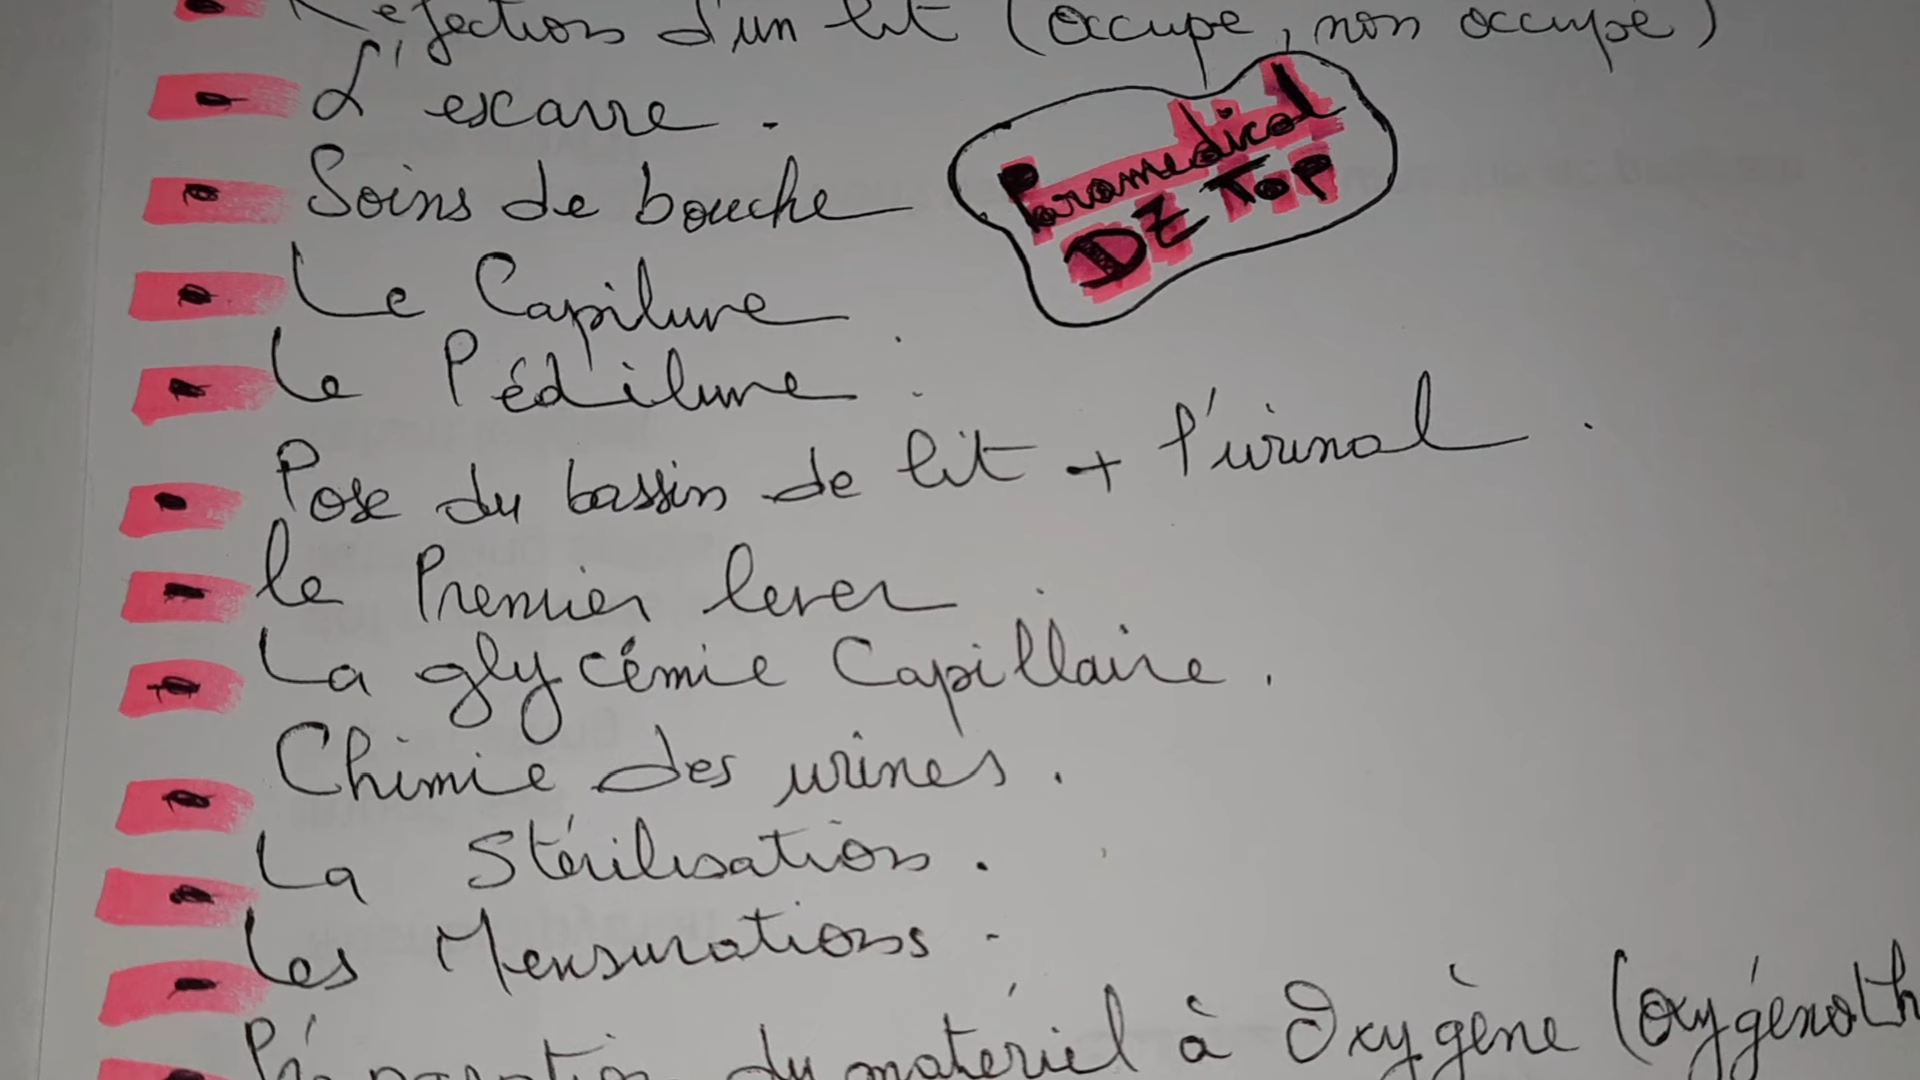 Réfection d'un lit (occupé, non occupé)
L'escarre.
Soins de bouche
Paramedical
DZ TOP
Le Capilure
Le Pédilure.
Pose du bassin de lit + l'urinal.
le Premier lever.
La glycémie Capillaire.
Chimie des urines.
La Stérilisation.
Les Mensurations.
Préparation du matériel à Oxygène (oxygénoth